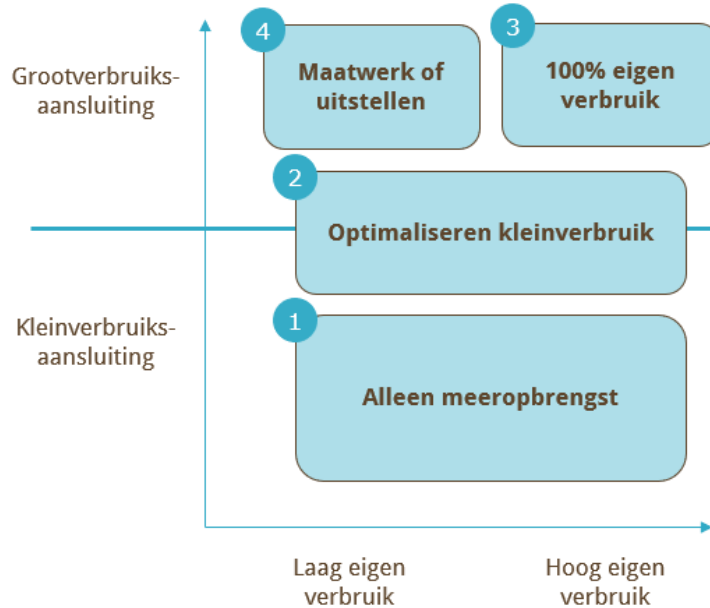 4
3
Grootverbruiks-
aansluiting
Maatwerk of
uitstellen
100% eigen
verbruik
2
Optimaliseren kleinverbruik
1
Kleinverbruiks-
aansluiting
Alleen meeropbrengst
Laag eigen
verbruik
Hoog eigen
verbruik